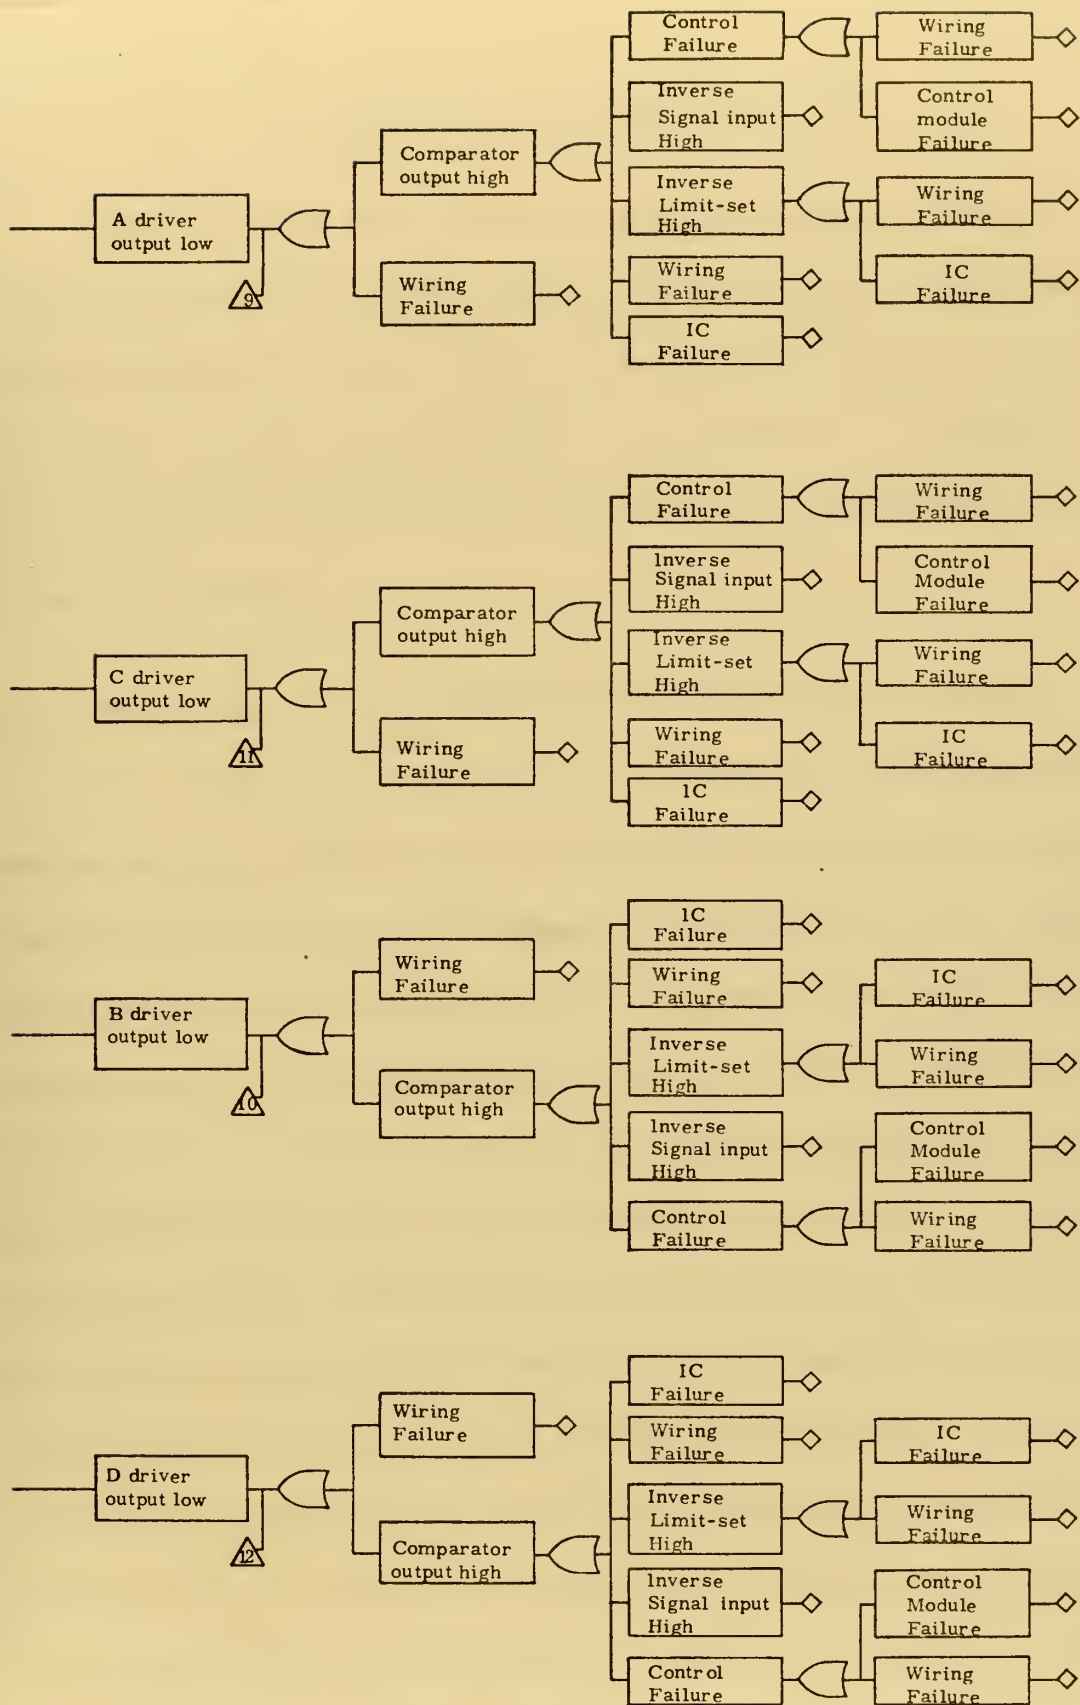 Control
Failure
Wiring
Failure
Inverse
Signal input
High
Control
module
Failure
Comparator
output high
Inverse
Limit-set
High
Wiring
Failure
A driver
output low
9
Wiring
Failure
Wiring
Failure
IC
Failure
IC
Failure
Control
Failure
Wiring
Failure
Inverse
Signal input
High
Control
Module
Failure
Comparator
output high
Inverse
Limit-set
High
Wiring
Failure
C driver
output low
11
Wiring
Failure
Wiring
Failure
IC
Failure
IC
Failure
IC
Failure
Wiring
Failure
Wiring
Failure
IC
Failure
B driver
output low
10
Inverse
Limit-set
High
Wiring
Failure
Comparator
output high
Inverse
Signal input
High
Control
Module
Failure
Control
Failure
Wiring
Failure
IC
Failure
Wiring
Failure
Wiring
Failure
IC
Failure
D driver
output low
12
Inverse
Limit-set
High
Wiring
Failure
Comparator
output high
Inverse
Signal input
High
Control
Module
Failure
Control
Failure
Wiring
Failure